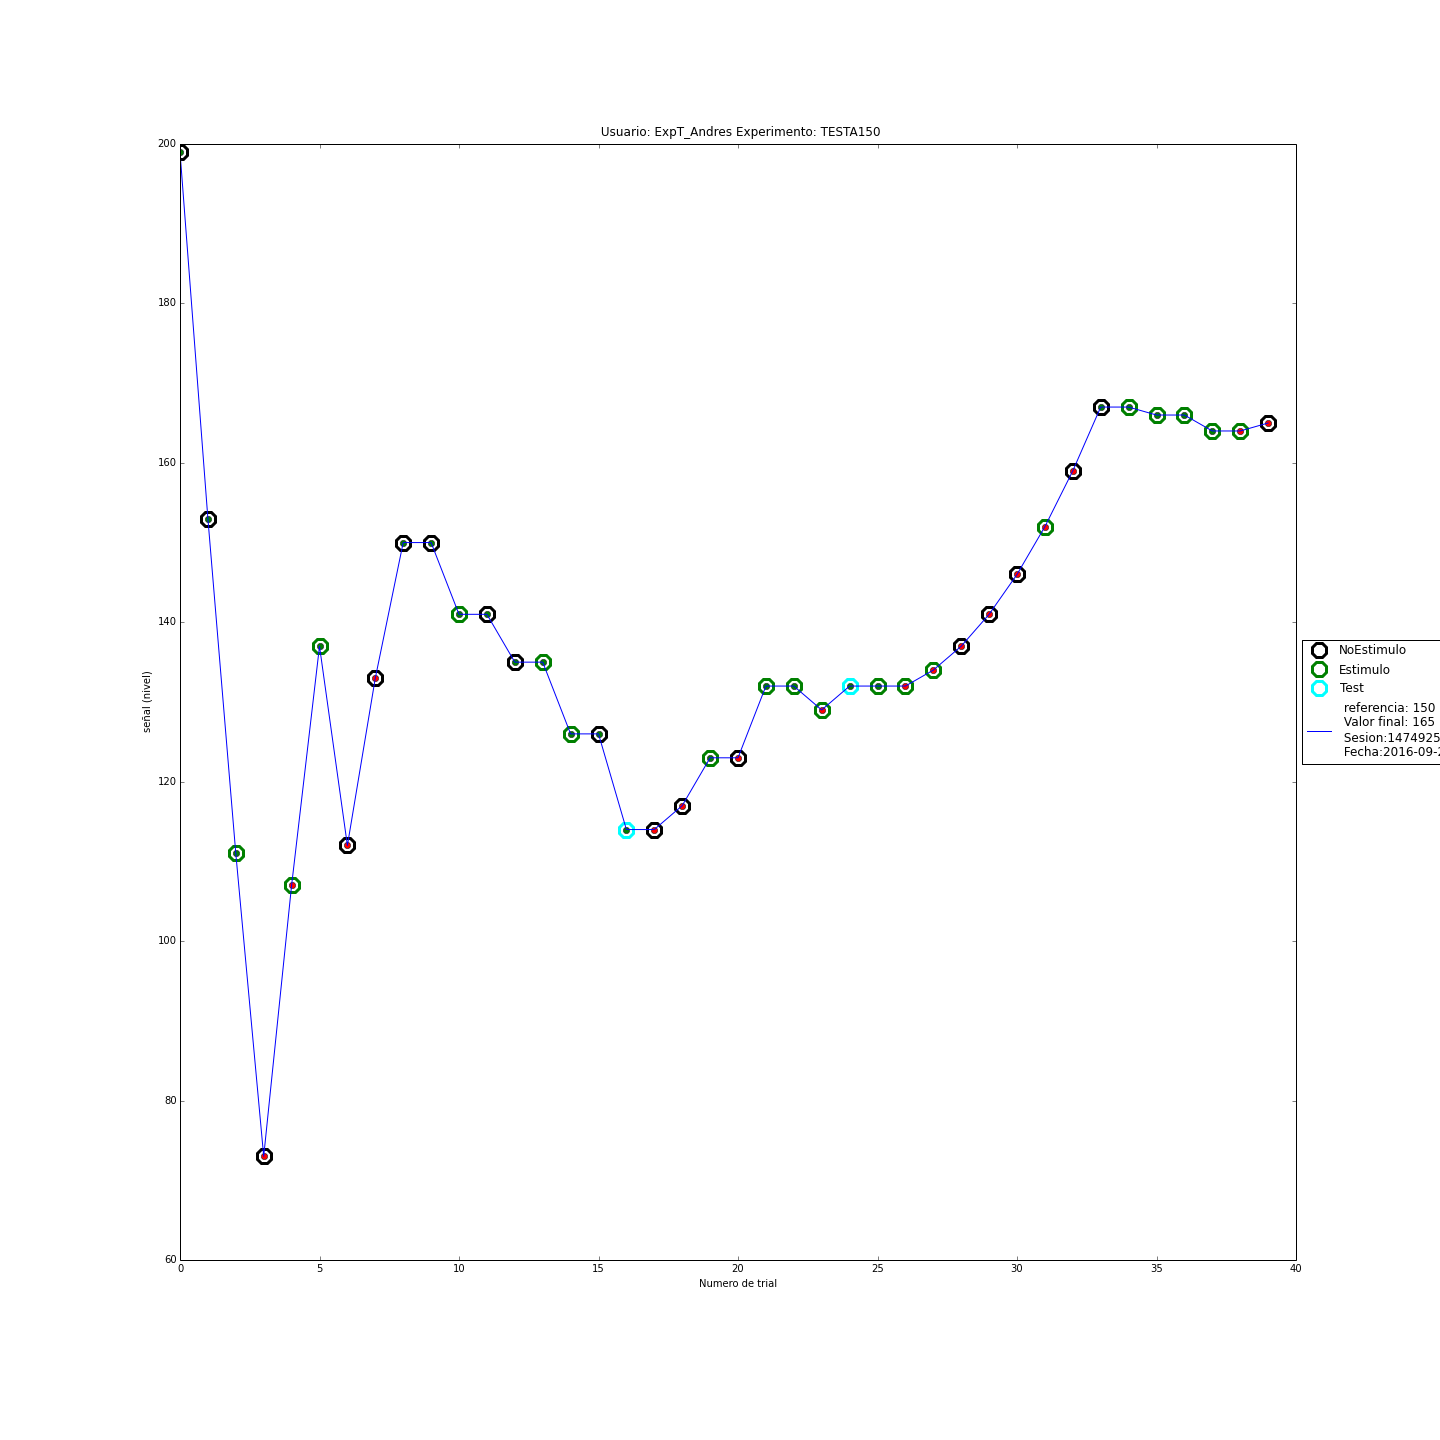 Usuario: ExpT_Andres Experimento: TESTA150
200
180
160
140
120
100
80
60
señal (nivel)
0 5 10 15 20 25 30 35 40
Numero de trial
NoEstimulo
Estimulo
Test
referencia: 150
Valor final: 165
Sesion:1474925
Fecha:2016-09-2